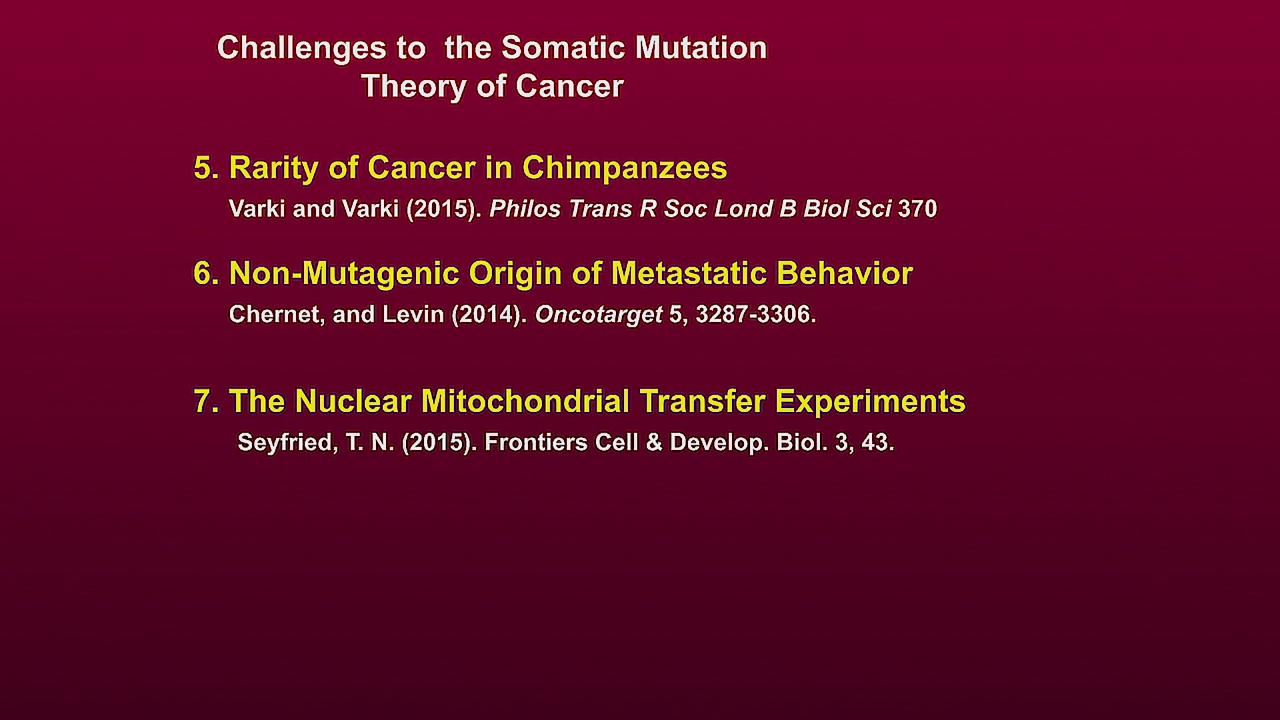 Challenges to the Somatic Mutation
Theory of Cancer
5. Rarity of Cancer in Chimpanzees
Varki and Varki (2015). Philos Trans R Soc Lond B Biol Sci 370
6. Non-Mutagenic Origin of Metastatic Behavior
Chernet, and Levin (2014). Oncotarget 5, 3287-3306.
7. The Nuclear Mitochondrial Transfer Experiments
Seyfried, T. N. (2015). Frontiers Cell & Develop. Biol. 3, 43.